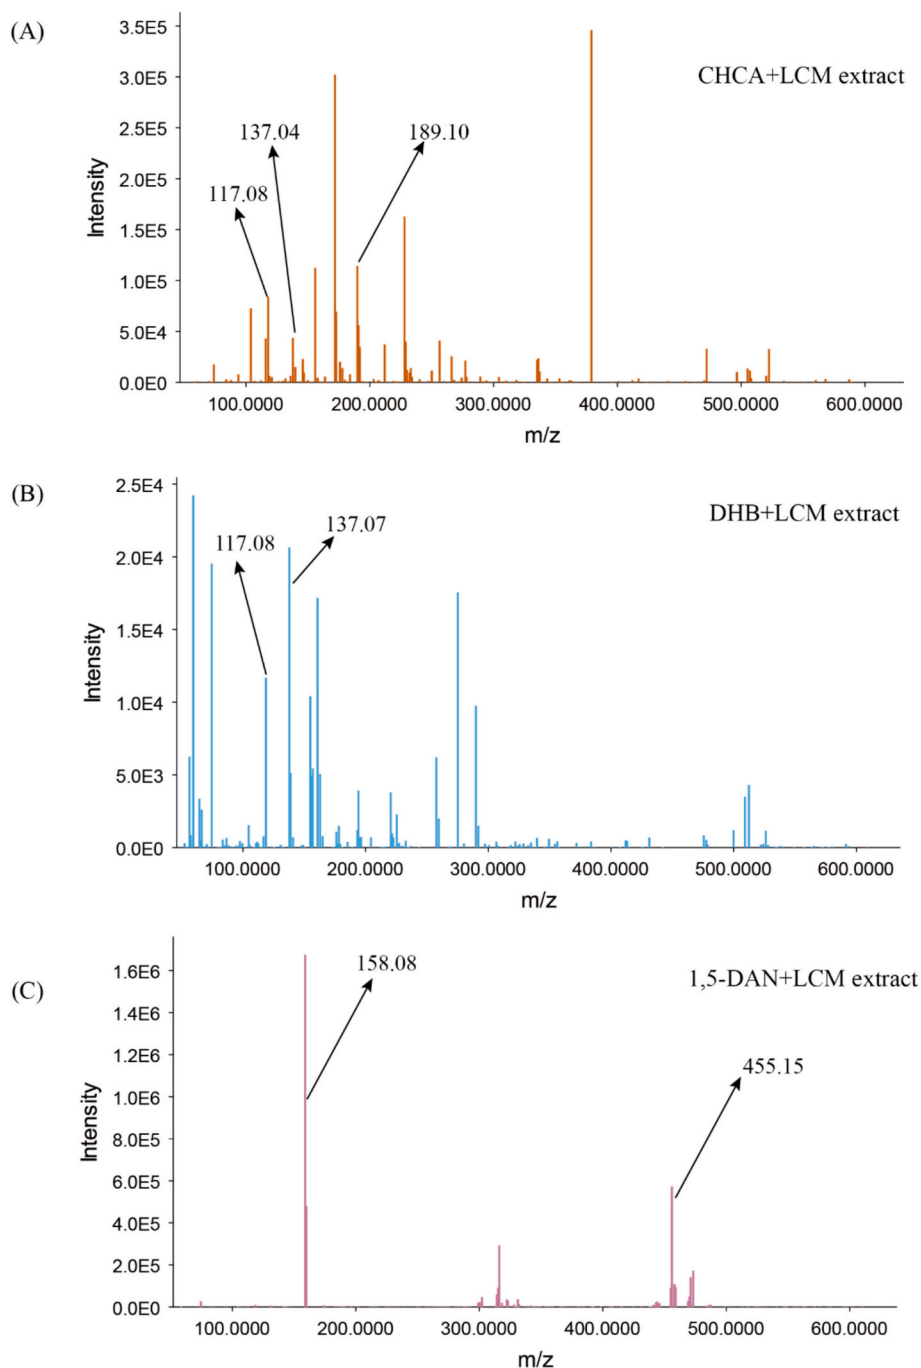 (A)
3.5E5
3.0E5
2.5E5
2.0E5
1.5E5
1.0E5
5.0E4
0.0E0
Intensity
CHCA+LCM extract
137.04
189.10
117.08
100.0000 200.0000 300.0000 400.0000 500.0000 600.0000
m/z
(B)
2.5E4
2.0E4
1.5E4
1.0E4
5.0E3
0.0E0
Intensity
DHB+LCM extract
137.07
117.08
100.0000 200.0000 300.0000 400.0000 500.0000 600.0000
m/z
(C)
1.6E6
1.4E6
1.2E6
1.0E6
8.0E5
6.0E5
4.0E5
2.0E5
0.0E0
Intensity
158.08
1,5-DAN+LCM extract
455.15
100.0000 200.0000 300.0000 400.0000 500.0000 600.0000
m/z